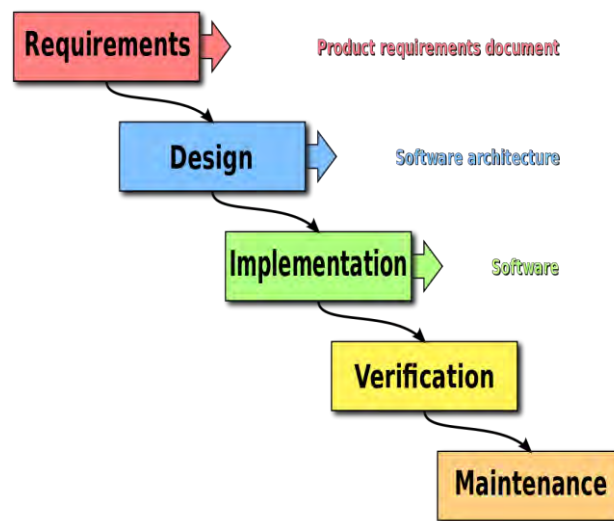 Requirements
Product requirements document
Design
Software architecture
Implementation
Software
Verification
Maintenance